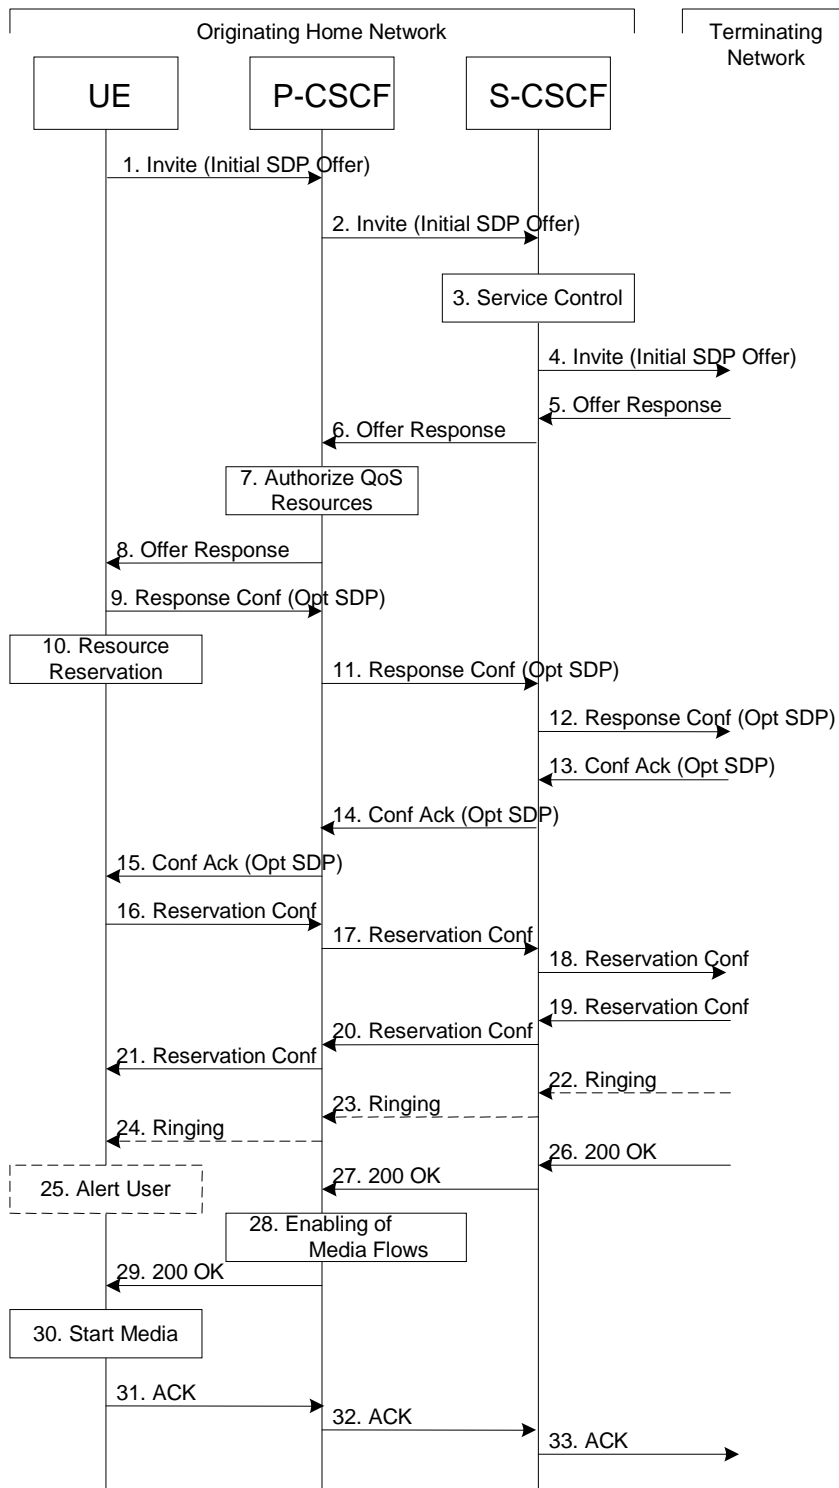 Originating Home Network
Terminating
Network
UE
P-CSCF
S-CSCF
1. Invite (Initial SDP Offer)
2. Invite (Initial SDP Offer)
3. Service Control
4. Invite (Initial SDP Offer)
5. Offer Response
6. Offer Response
7. Authorize QoS
Resources
8. Offer Response
9. Response Conf (Opt SDP)
10. Resource
Reservation
11. Response Conf (Opt SDP)
12. Response Conf (Opt SDP)
13. Conf Ack (Opt SDP)
14. Conf Ack (Opt SDP)
15. Conf Ack (Opt SDP)
16. Reservation Conf
17. Reservation Conf
18. Reservation Conf
19. Reservation Conf
20. Reservation Conf
21. Reservation Conf
22. Ringing
23. Ringing
24. Ringing
25. Alert User
26. 200 OK
27. 200 OK
28. Enabling of
Media Flows
29. 200 OK
30. Start Media
31. ACK
32. ACK
33. ACK